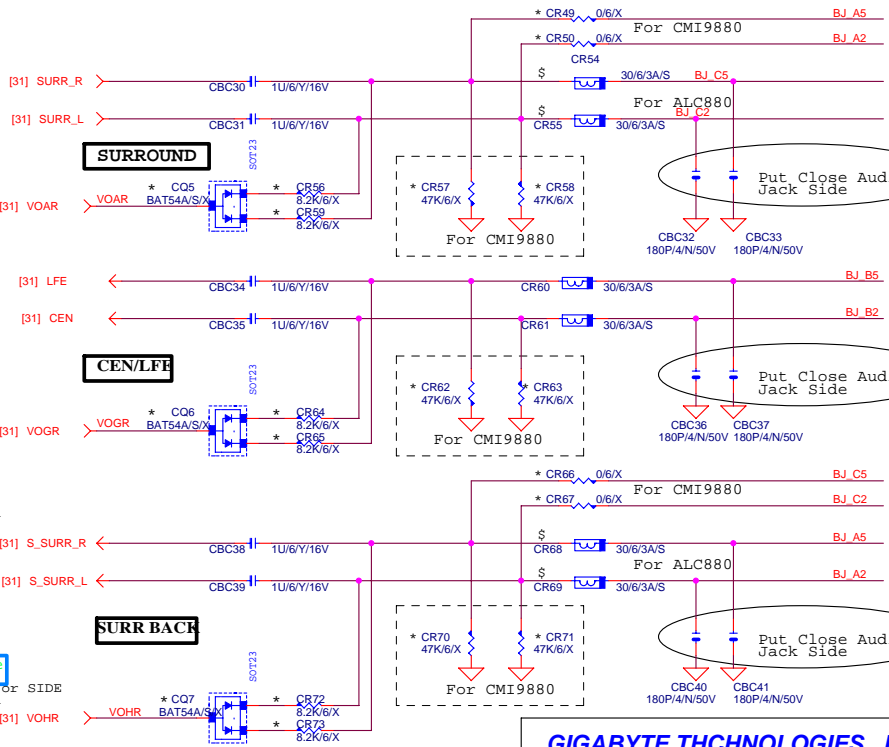 * CR49 0/6/X BJ_A5
For CMI9880
* CR50 0/6/X BJ_A2
CR54
[31] SURR_R CBC30 1U/6/Y/16V $ 30/6/3A/S BJ_C5
For ALC880
[31] SURR_L CBC31 1U/6/Y/16V $ CR55 30/6/3A/S BJ_C2
SURROUND
SOT23
[31] VOAR VOAR * CQ5 BAT54A/S/X
* CR56 8.2K/6/X
* CR59 8.2K/6/X
* CR57 47K/6/X
* CR58 47K/6/X
For CMI9880
Put Close Aud
Jack Side
CBC32 180P/4/N/50V
CBC33 180P/4/N/50V
[31] LFE CBC34 1U/6/Y/16V CR60 30/6/3A/S BJ_B5
[31] CEN CBC35 1U/6/Y/16V CR61 30/6/3A/S BJ_B2
CEN/LFE
SOT23
[31] VOGR VOGR * CQ6 BAT54A/S/X
* CR64 8.2K/6/X
* CR65 8.2K/6/X
* CR62 47K/6/X
* CR63 47K/6/X
For CMI9880
Put Close Aud
Jack Side
CBC36 180P/4/N/50V
CBC37 180P/4/N/50V
* CR66 0/6/X BJ_C5
For CMI9880
* CR67 0/6/X BJ_C2
[31] S_SURR_R CBC38 1U/6/Y/16V $ CR68 30/6/3A/S BJ_A5
For ALC880
[31] S_SURR_L CBC39 1U/6/Y/16V $ CR69 30/6/3A/S BJ_A2
SURR BACK
SOT23
or SIDE
[31] VOHR VOHR * CQ7 BAT54A/S/X
* CR72 8.2K/6/X
* CR73 8.2K/6/X
* CR70 47K/6/X
* CR71 47K/6/X
For CMI9880
Put Close Aud
Jack Side
CBC40 180P/4/N/50V
CBC41 180P/4/N/50V
GIGABYTE THCHNOLOGIES